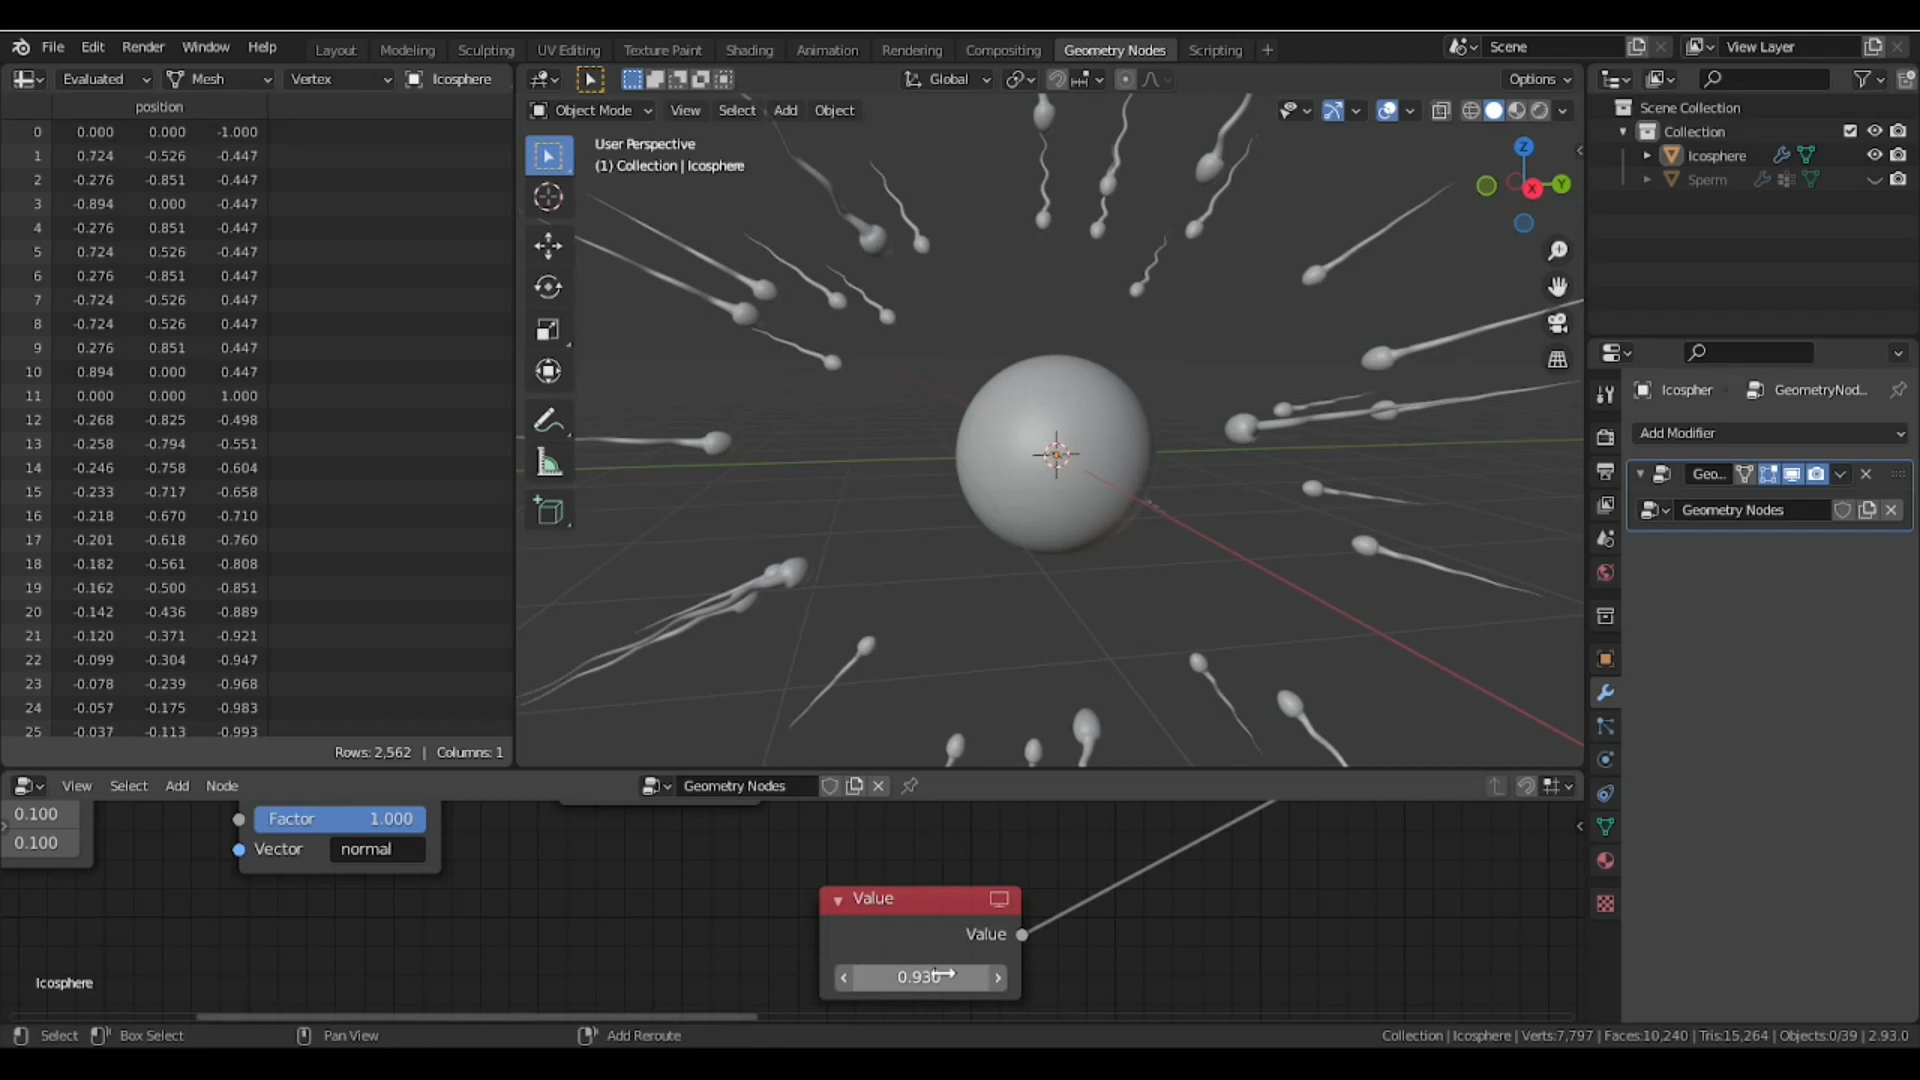 File Edit Render Window Help Layout Modeling Sculpting UV Editing Texture Paint Shading Animation Rendering Compositing Geometry Nodes Scripting + Scene View Layer
Evaluated Mesh Vertex Icosphere Global Options
Object Mode View Select Add Object
position
0 0.000 0.000 -1.000
1 0.724 -0.526 -0.447
2 -0.276 -0.851 -0.447
3 -0.894 0.000 -0.447
4 -0.276 0.851 -0.447
5 0.724 0.526 -0.447
6 0.276 -0.851 0.447
7 -0.724 -0.526 0.447
8 -0.724 0.526 0.447
9 0.276 0.851 0.447
10 0.894 0.000 0.447
11 0.000 0.000 1.000
12 -0.268 -0.825 -0.498
13 -0.258 -0.794 -0.551
14 -0.246 -0.758 -0.604
15 -0.233 -0.717 -0.658
16 -0.218 -0.670 -0.710
17 -0.201 -0.618 -0.760
18 -0.182 -0.561 -0.808
19 -0.162 -0.500 -0.851
20 -0.142 -0.436 -0.889
21 -0.120 -0.371 -0.921
22 -0.099 -0.304 -0.947
23 -0.078 -0.239 -0.968
24 -0.057 -0.175 -0.983
25 -0.037 -0.113 -0.993
Rows: 2,562 | Columns: 1
User Perspective
(1) Collection | Icosphere
Z
X Y
Scene Collection
Collection
Icosphere
Sperm
Icospher GeometryNod...
Add Modifier
Geo...
Geometry Nodes
View Select Add Node Geometry Nodes
0.100
0.100
Factor 1.000
Vector normal
Value
Value
Icosphere
Select Box Select Pan View Add Reroute Collection | Icosphere | Verts:7,797 | Faces:10,240 | Tris:15,264 | Objects:0/39 | 2.93.0